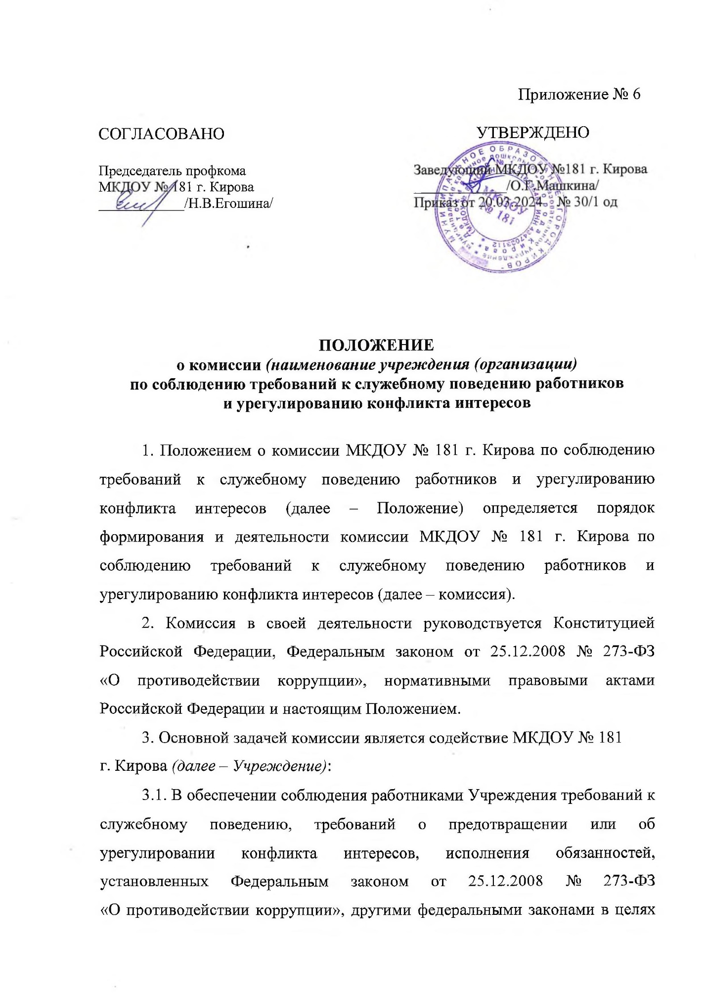 Приложение № 6
СОГЛАСОВАНО
УТВЕРЖДЕНО
Председатель профкома
МКДОУ № 181 г. Кирова
/Н.В.Егошина/
Заведующий МКДОУ №181 г. Кирова
/О.Г.Машкина/
Приказ от 20.03.2024 № 30/1 од
МУНИЦИПАЛЬНОЕ ОБРАЗОВАНИЕ "ГОРОД КИРОВ"
МКДОУ
№ 181
ПОЛОЖЕНИЕ
о комиссии (наименование учреждения (организации)
по соблюдению требований к служебному поведению работников
и урегулированию конфликта интересов
1. Положением о комиссии МКДОУ № 181 г. Кирова по соблюдению
требований к служебному поведению работников и урегулированию
конфликта интересов (далее – Положение) определяется порядок
формирования и деятельности комиссии МКДОУ № 181 г. Кирова по
соблюдению требований к служебному поведению работников и
урегулированию конфликта интересов (далее – комиссия).
2. Комиссия в своей деятельности руководствуется Конституцией
Российской Федерации, Федеральным законом от 25.12.2008 № 273-ФЗ
«О противодействии коррупции», нормативными правовыми актами
Российской Федерации и настоящим Положением.
3. Основной задачей комиссии является содействие МКДОУ № 181
г. Кирова (далее – Учреждение):
3.1. В обеспечении соблюдения работниками Учреждения требований к
служебному поведению, требований о предотвращении или об
урегулировании конфликта интересов, исполнения обязанностей,
установленных Федеральным законом от 25.12.2008 № 273-ФЗ
«О противодействии коррупции», другими федеральными законами в целях